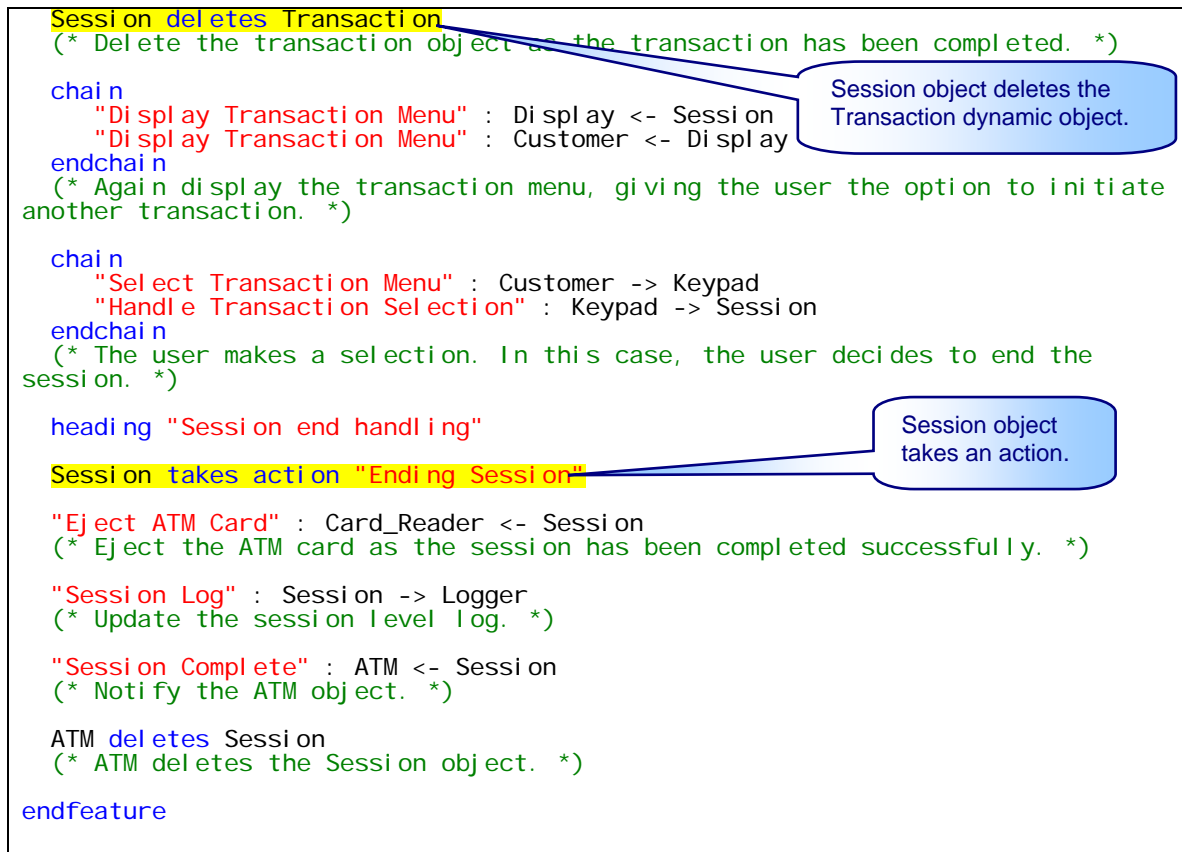 Session deletes Transaction
(* Delete the transaction object as the transaction has been completed. *)
Session object deletes the
Transaction dynamic object.
chain
"Display Transaction Menu" : Display <- Session
"Display Transaction Menu" : Customer <- Display
endchain
(* Again display the transaction menu, giving the user the option to initiate
another transaction. *)
chain
"Select Transaction Menu" : Customer -> Keypad
"Handle Transaction Selection" : Keypad -> Session
endchain
(* The user makes a selection. In this case, the user decides to end the
session. *)
heading "Session end handling"
Session object
takes an action.
Session takes action "Ending Session"
"Eject ATM Card" : Card_Reader <- Session
(* Eject the ATM card as the session has been completed successfully. *)
"Session Log" : Session -> Logger
(* Update the session level log. *)
"Session Complete" : ATM <- Session
(* Notify the ATM object. *)
ATM deletes Session
(* ATM deletes the Session object. *)
endfeature